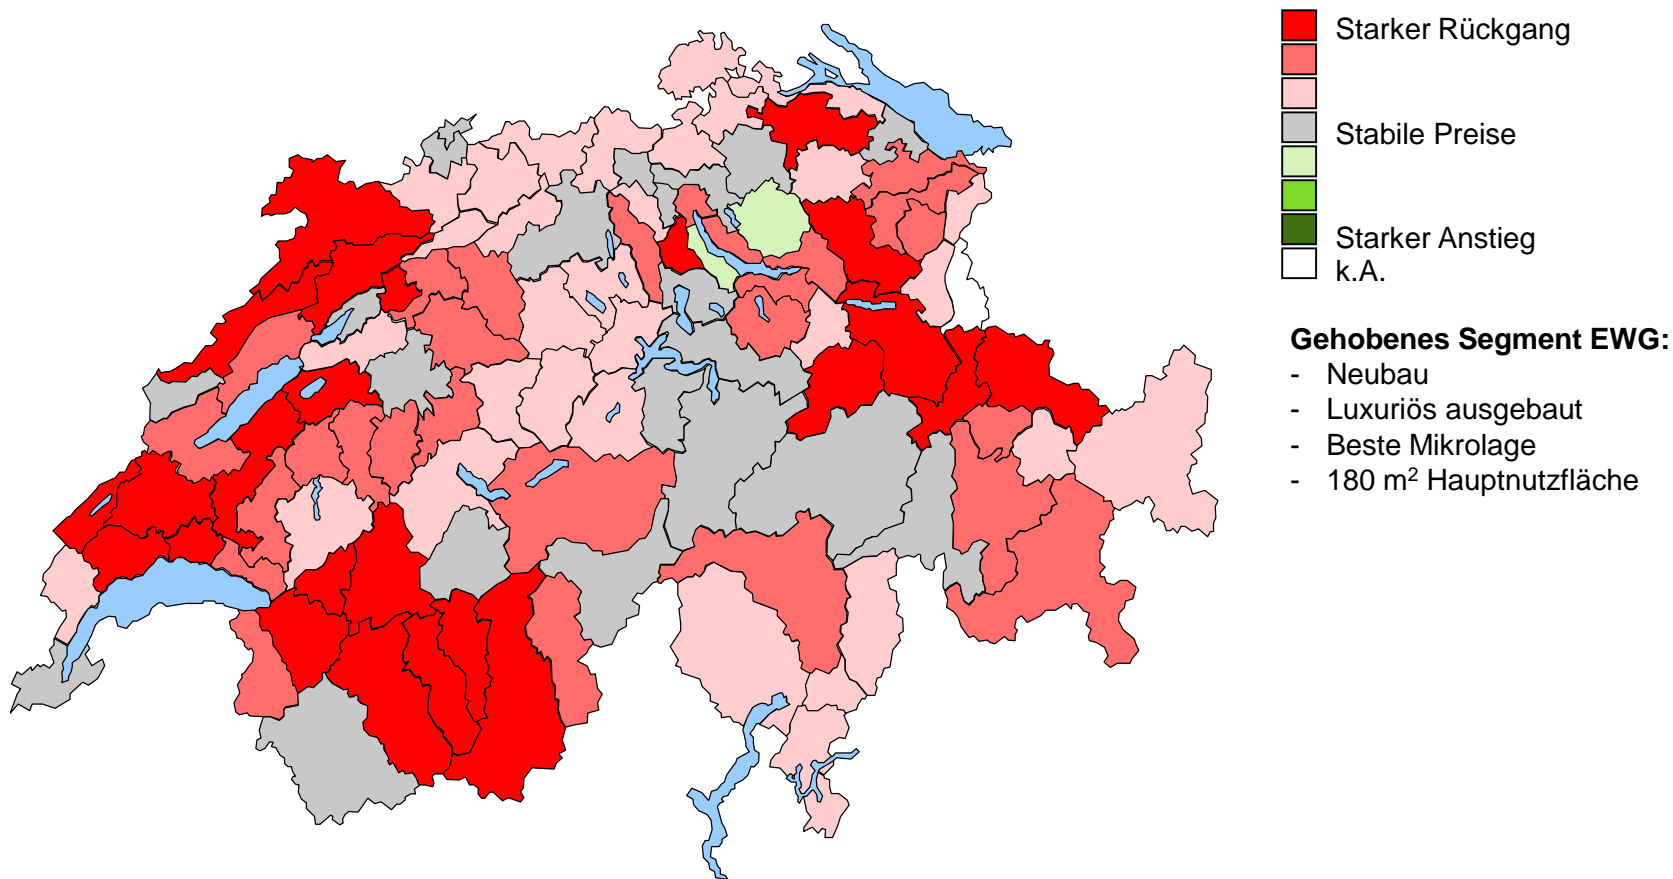 Starker Rückgang
Stabile Preise
Starker Anstieg
k.A.
Gehobenes Segment EWG:
- Neubau
- Luxuriös ausgebaut
- Beste Mikrolage
- 180 m² Hauptnutzfläche